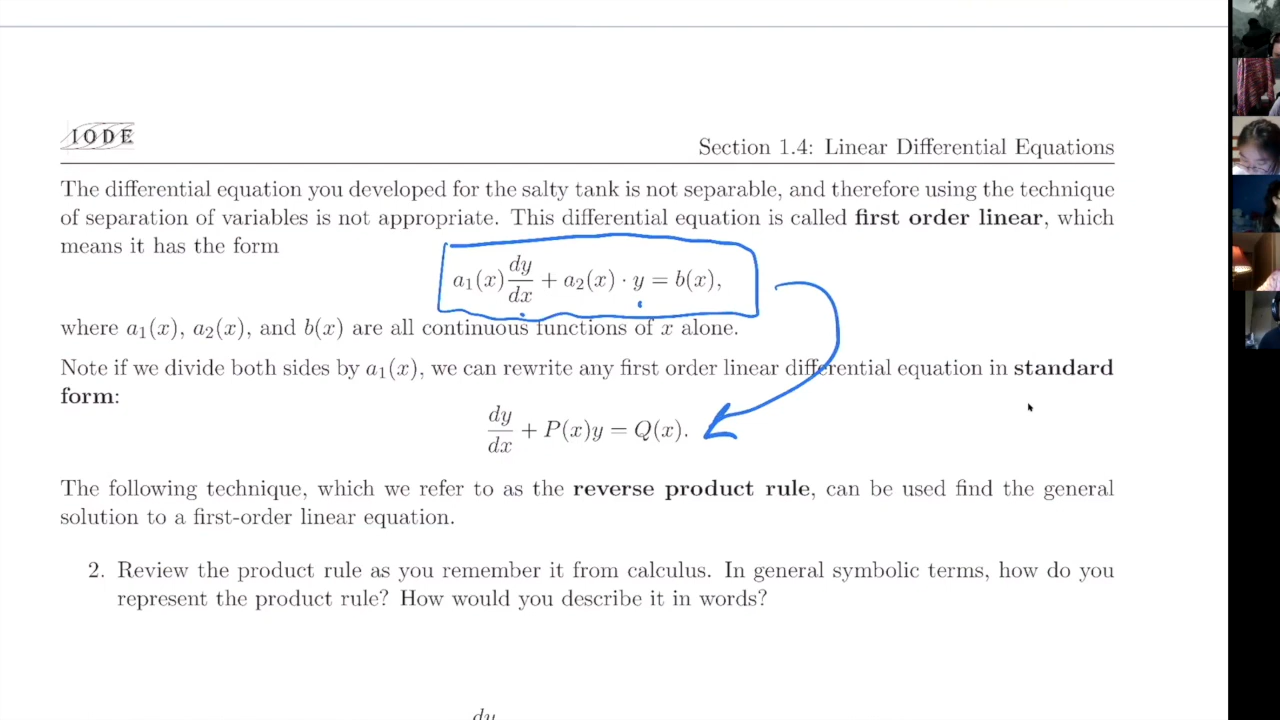 IODE
Section 1.4: Linear Differential Equations
The differential equation you developed for the salty tank is not separable, and therefore using the technique
of separation of variables is not appropriate. This differential equation is called first order linear, which
means it has the form
a₁(x) dy/dx + a₂(x) · y = b(x),
where a₁(x), a₂(x), and b(x) are all continuous functions of x alone.
Note if we divide both sides by a₁(x), we can rewrite any first order linear differential equation in standard
form:
dy/dx + P(x)y = Q(x).
The following technique, which we refer to as the reverse product rule, can be used find the general
solution to a first-order linear equation.
2. Review the product rule as you remember it from calculus. In general symbolic terms, how do you
represent the product rule? How would you describe it in words?
dy